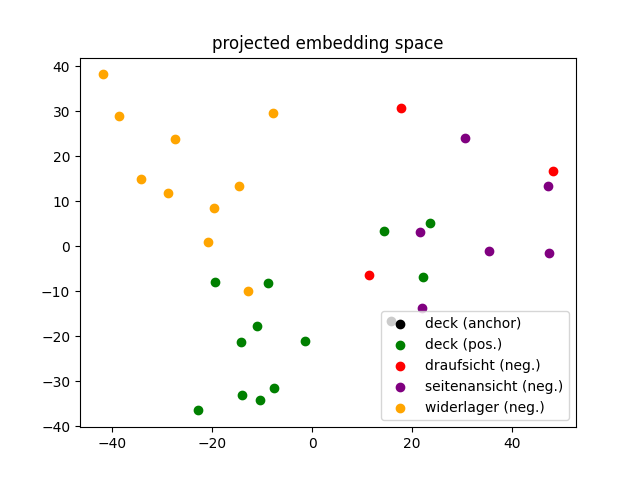 projected embedding space
40
30
20
10
0
−10
−20
−30
−40
−40 −20 0 20 40
deck (anchor)
deck (pos.)
draufsicht (neg.)
seitenansicht (neg.)
widerlager (neg.)